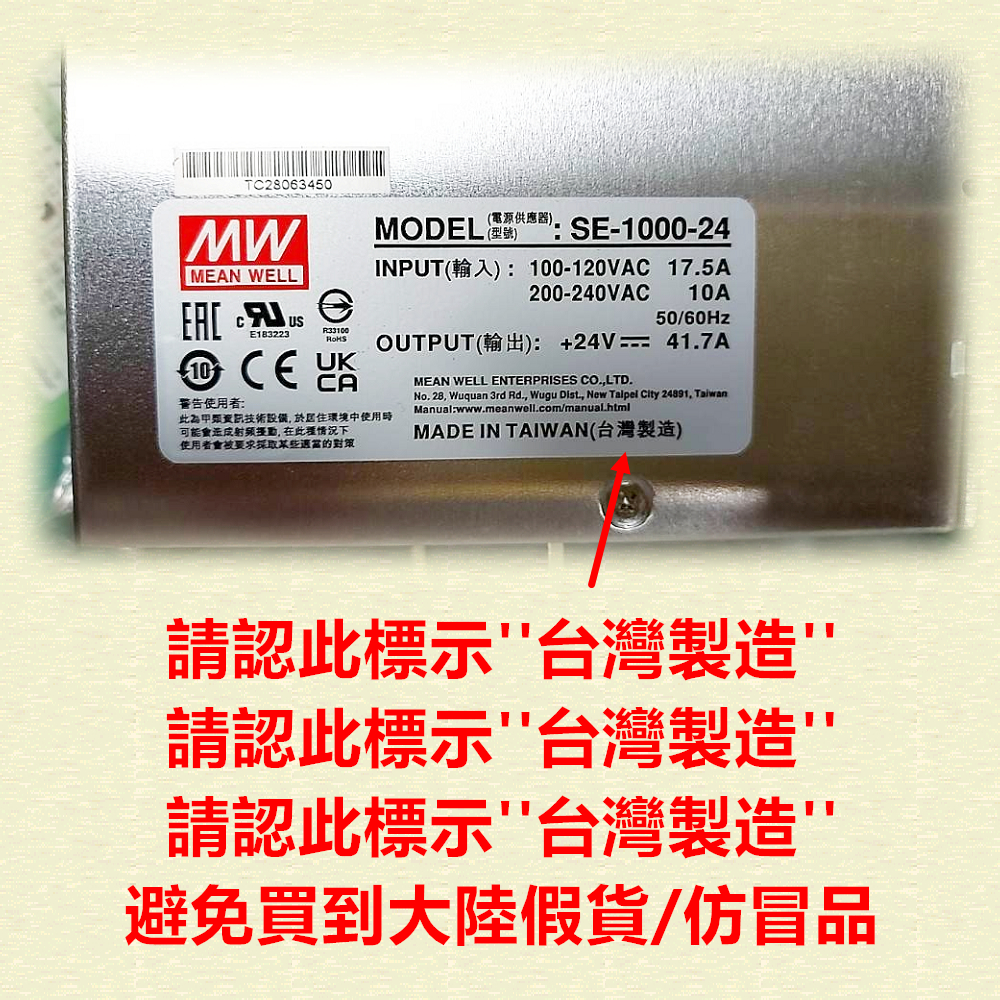 TC28063450
MW
MEAN WELL
MODEL(電源供應器)(型號): SE-1000-24
INPUT(輸入): 100-120VAC 17.5A
200-240VAC 10A
50/60Hz
OUTPUT(輸出): +24V⎓ 41.7A
EAC
c RU US
E183223
R33100
RoHS
10
CE
UK
CA
MEAN WELL ENTERPRISES CO.,LTD.
No. 28, Wuquan 3rd Rd., Wugu Dist., New Taipei City 24891, Taiwan
Manual:www.meanwell.com/manual.html
MADE IN TAIWAN(台灣製造)
警告使用者:
此為甲類資訊技術設備, 於居住環境中使用時
可能會造成射頻擾動, 在此種情況下
使用者會被要求採取某些適當的對策
請認此標示''台灣製造''
請認此標示''台灣製造''
請認此標示''台灣製造''
避免買到大陸假貨/仿冒品